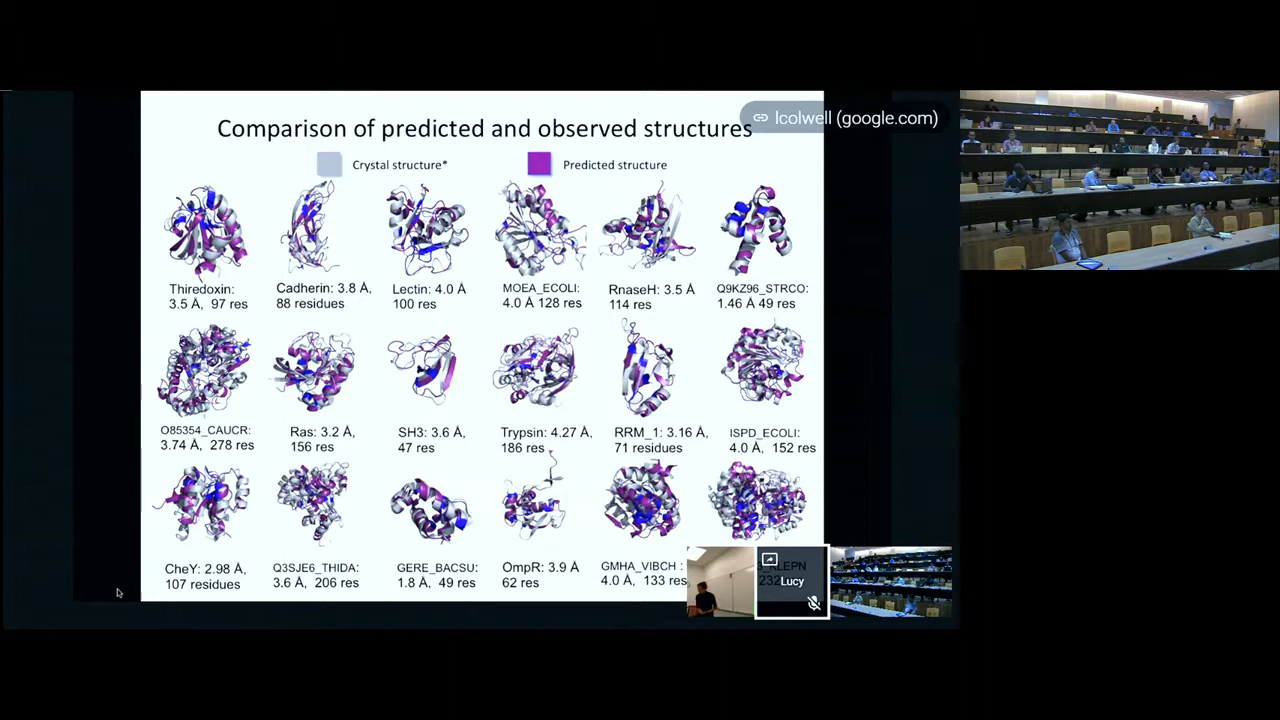 lcolwell (google.com)
Comparison of predicted and observed structures
Crystal structure*
Predicted structure
Thiredoxin:
3.5 Å, 97 res
Cadherin: 3.8 Å,
88 residues
Lectin: 4.0 Å
100 res
MOEA_ECOLI:
4.0 Å 128 res
RnaseH: 3.5 Å
114 res
Q9KZ96_STRCO:
1.46 Å 49 res
O85354_CAUCR:
3.74 Å, 278 res
Ras: 3.2 Å,
156 res
SH3: 3.6 Å,
47 res
Trypsin: 4.27 Å,
186 res
RRM_1: 3.16 Å,
71 residues
ISPD_ECOLI:
4.0 Å, 152 res
CheY: 2.98 Å,
107 residues
Q3SJE6_THIDA:
3.6 Å, 206 res
GERE_BACSU:
1.8 Å, 49 res
OmpR: 3.9 Å
62 res
GMHA_VIBCH :
4.0 Å, 133 res
Lucy